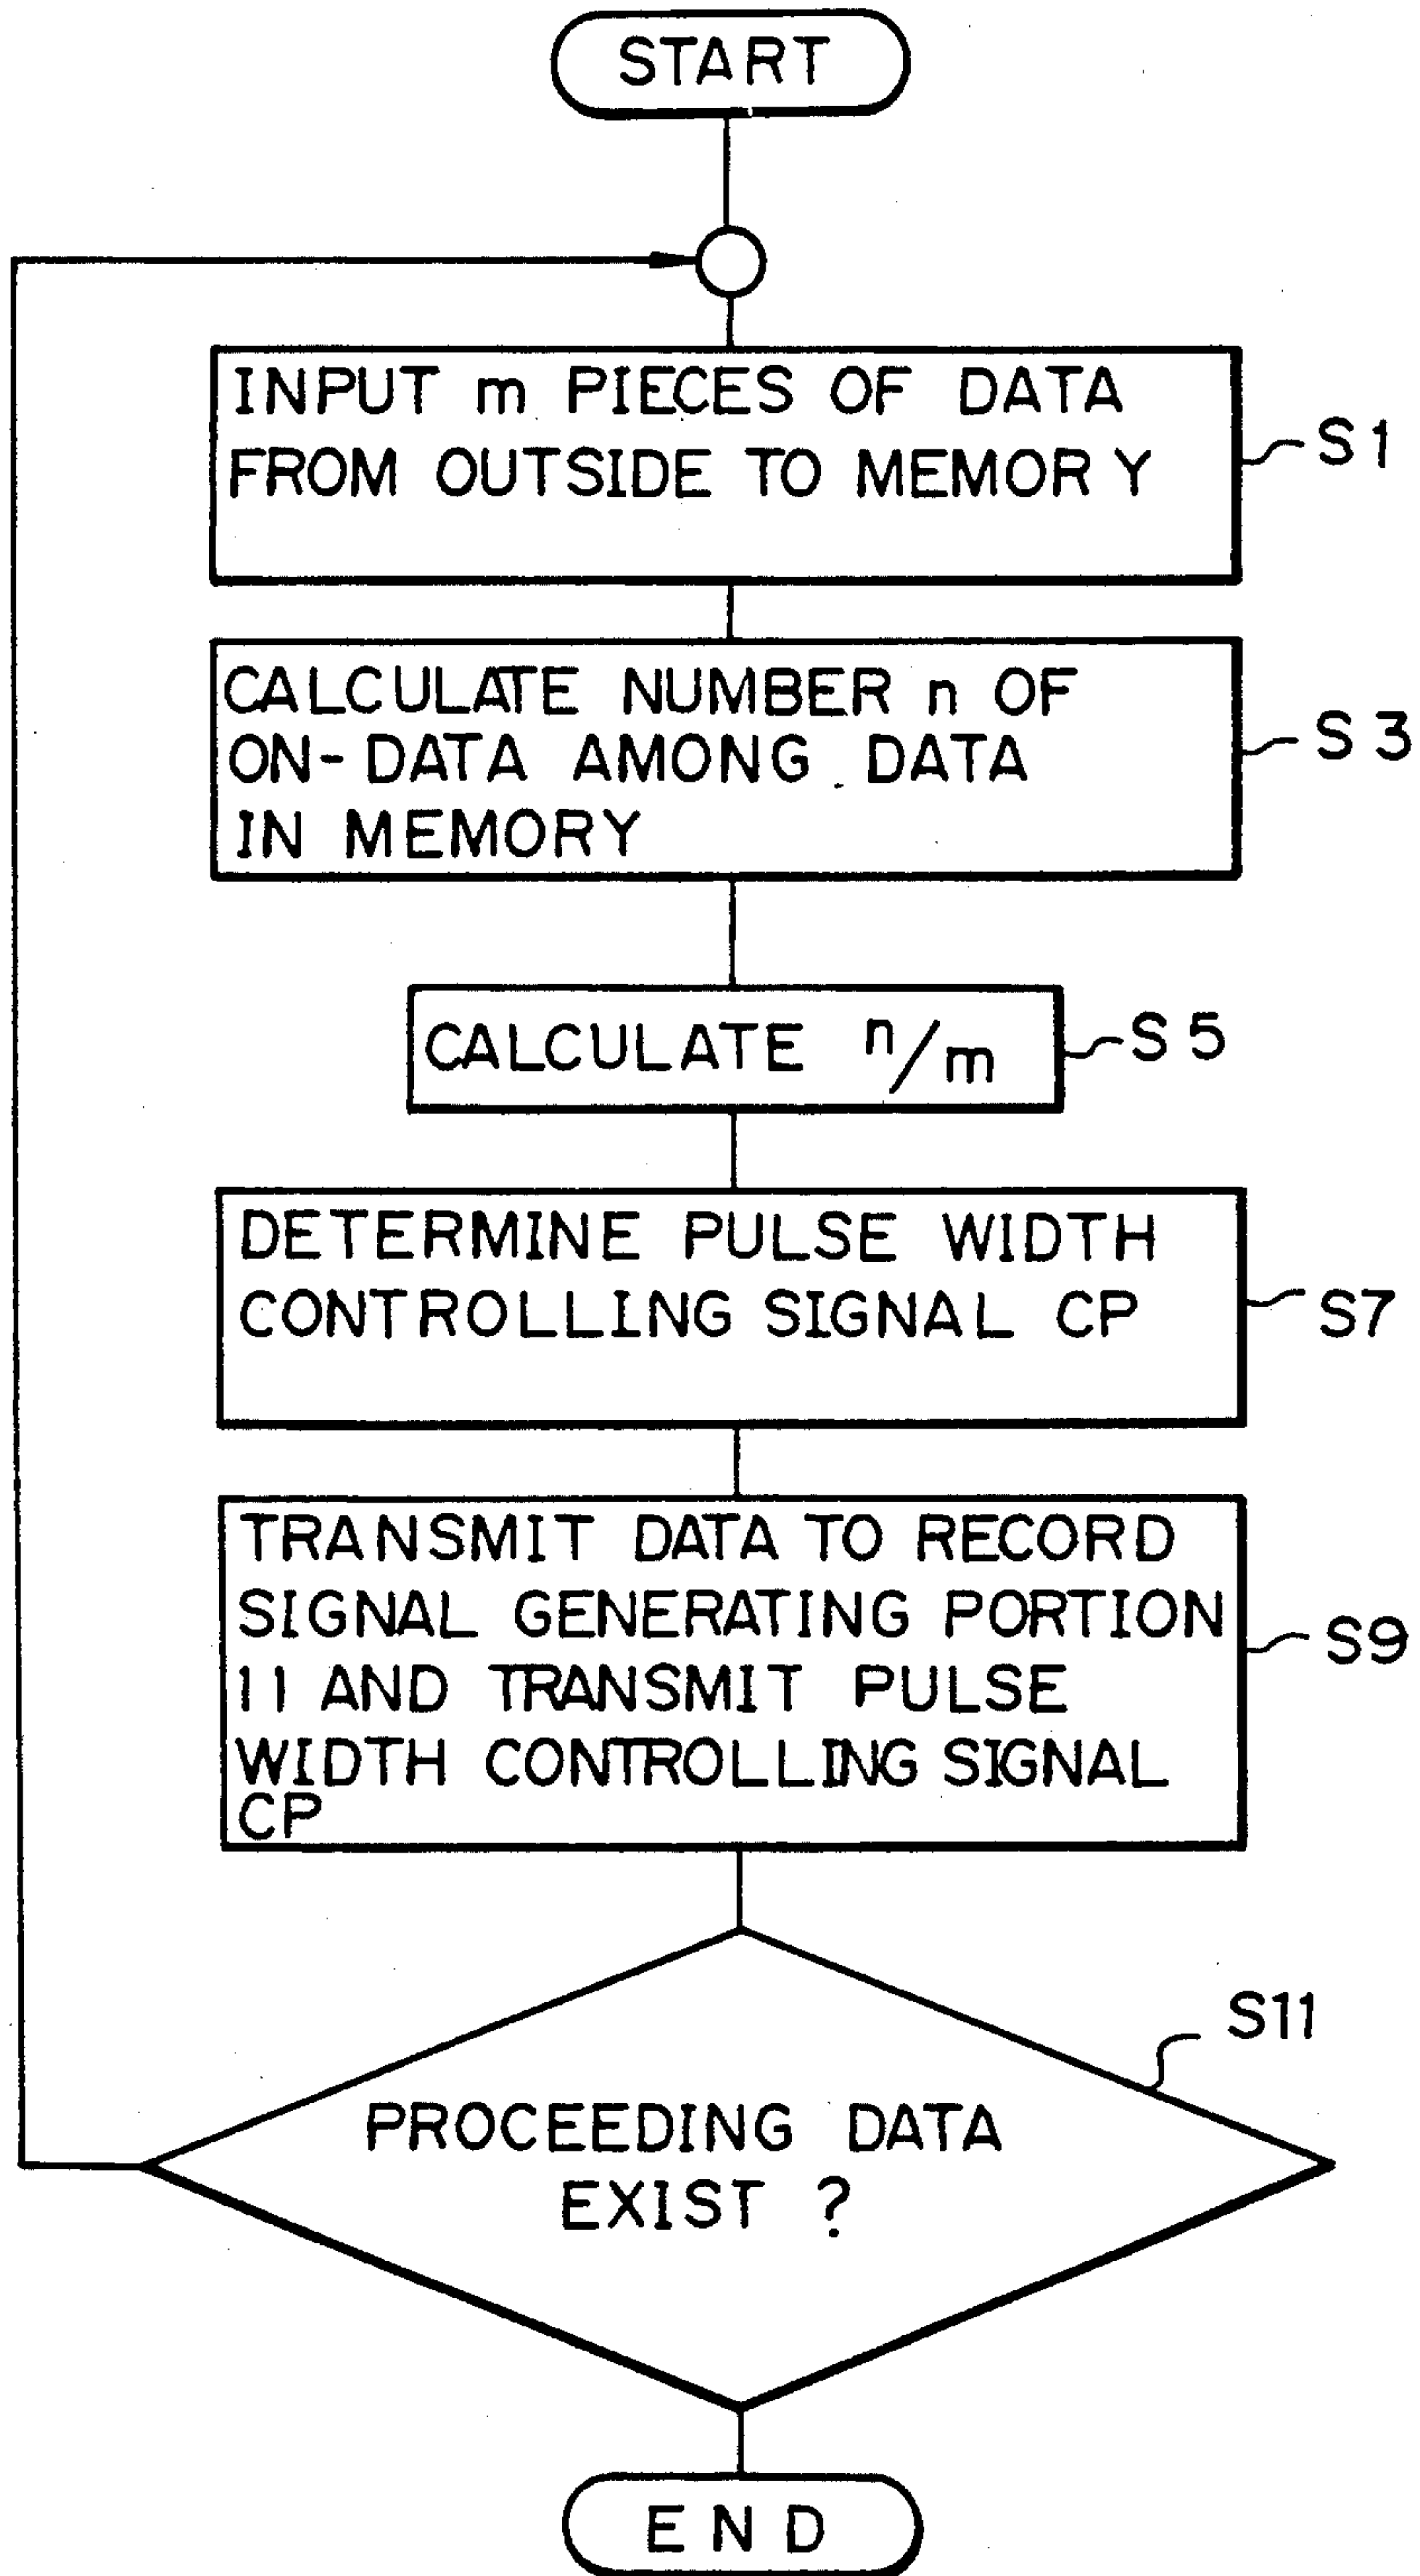 START
INPUT m PIECES OF DATA
FROM OUTSIDE TO MEMORY
S1
CALCULATE NUMBER n OF
ON-DATA AMONG DATA
IN MEMORY
S3
CALCULATE n/m
S5
DETERMINE PULSE WIDTH
CONTROLLING SIGNAL CP
S7
TRANSMIT DATA TO RECORD
SIGNAL GENERATING PORTION
11 AND TRANSMIT PULSE
WIDTH CONTROLLING SIGNAL
CP
S9
S11
PROCEEDING DATA
EXIST ?
END